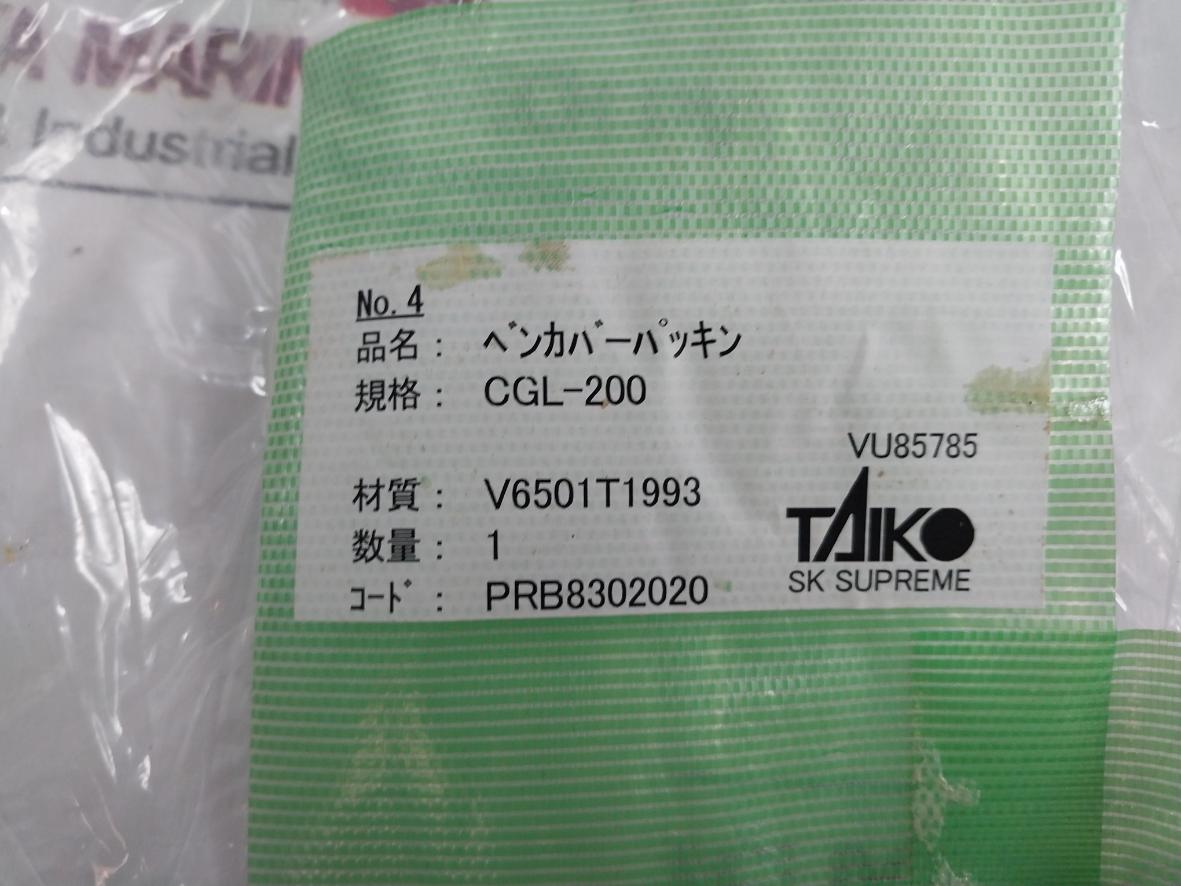 MARIN
& Industrial
No.4
品名： ﾍﾞﾝｶﾊﾞｰﾊﾟｯｷﾝ
規格： CGL-200
VU85785
材質： V6501T1993
数量： 1
ｺｰﾄﾞ： PRB8302020
TAIKO
SK SUPREME